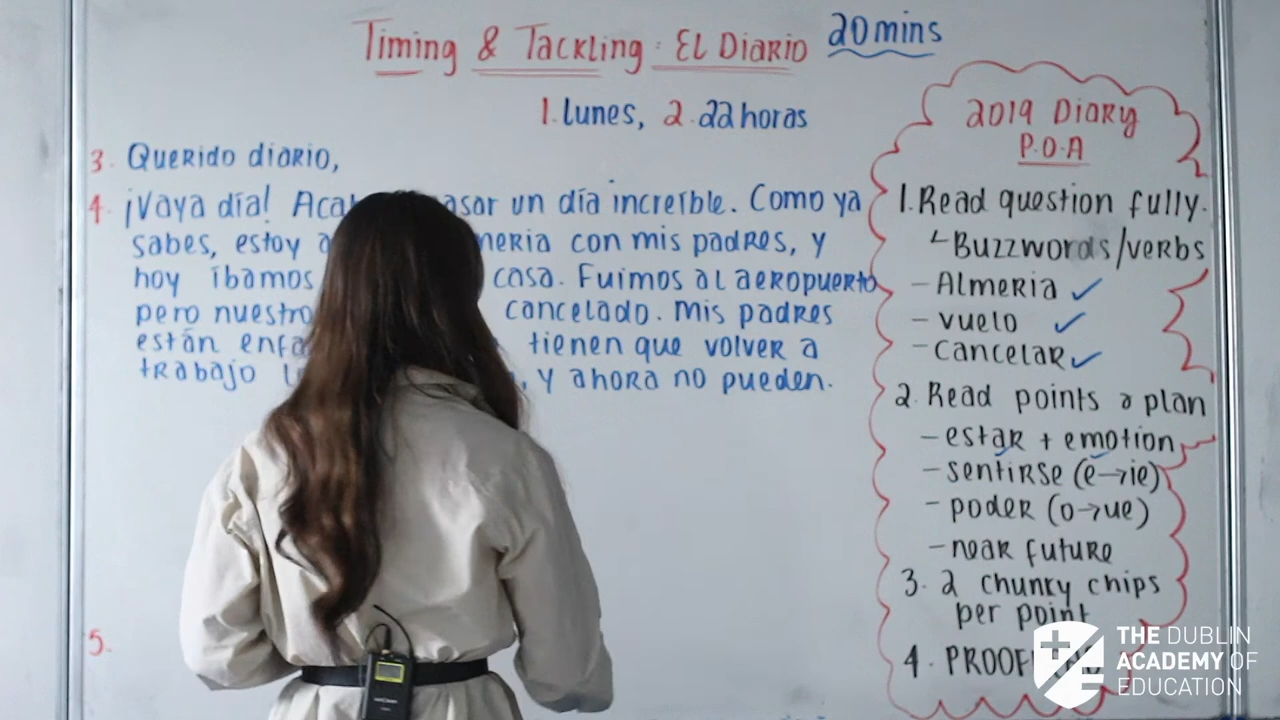 Timing & Tackling: El Diario 20 mins
1. Lunes, 2. 22 horas
3. Querido diario,
4. ¡Vaya día! asar un día increíble. Como ya
sabes, estoy con mis padres, y
hoy íbamos casa. Fuimos al aeropuerto
pero nuestro cancelado. Mis padres
están tienen que volver a
trabajo , y ahora no pueden.
5.
2019 Diary
P.O.A
1. Read question fully.
Buzzwords/verbs
- Almeria ✓
- vuelo ✓
- cancelar ✓
2. Read points & plan
- estar + emotion
- sentirse (e→ie)
- poder (o→ue)
- near future
3. 2 chunky chips
per point
4. PROOF
THE DUBLIN
ACADEMY OF
EDUCATION